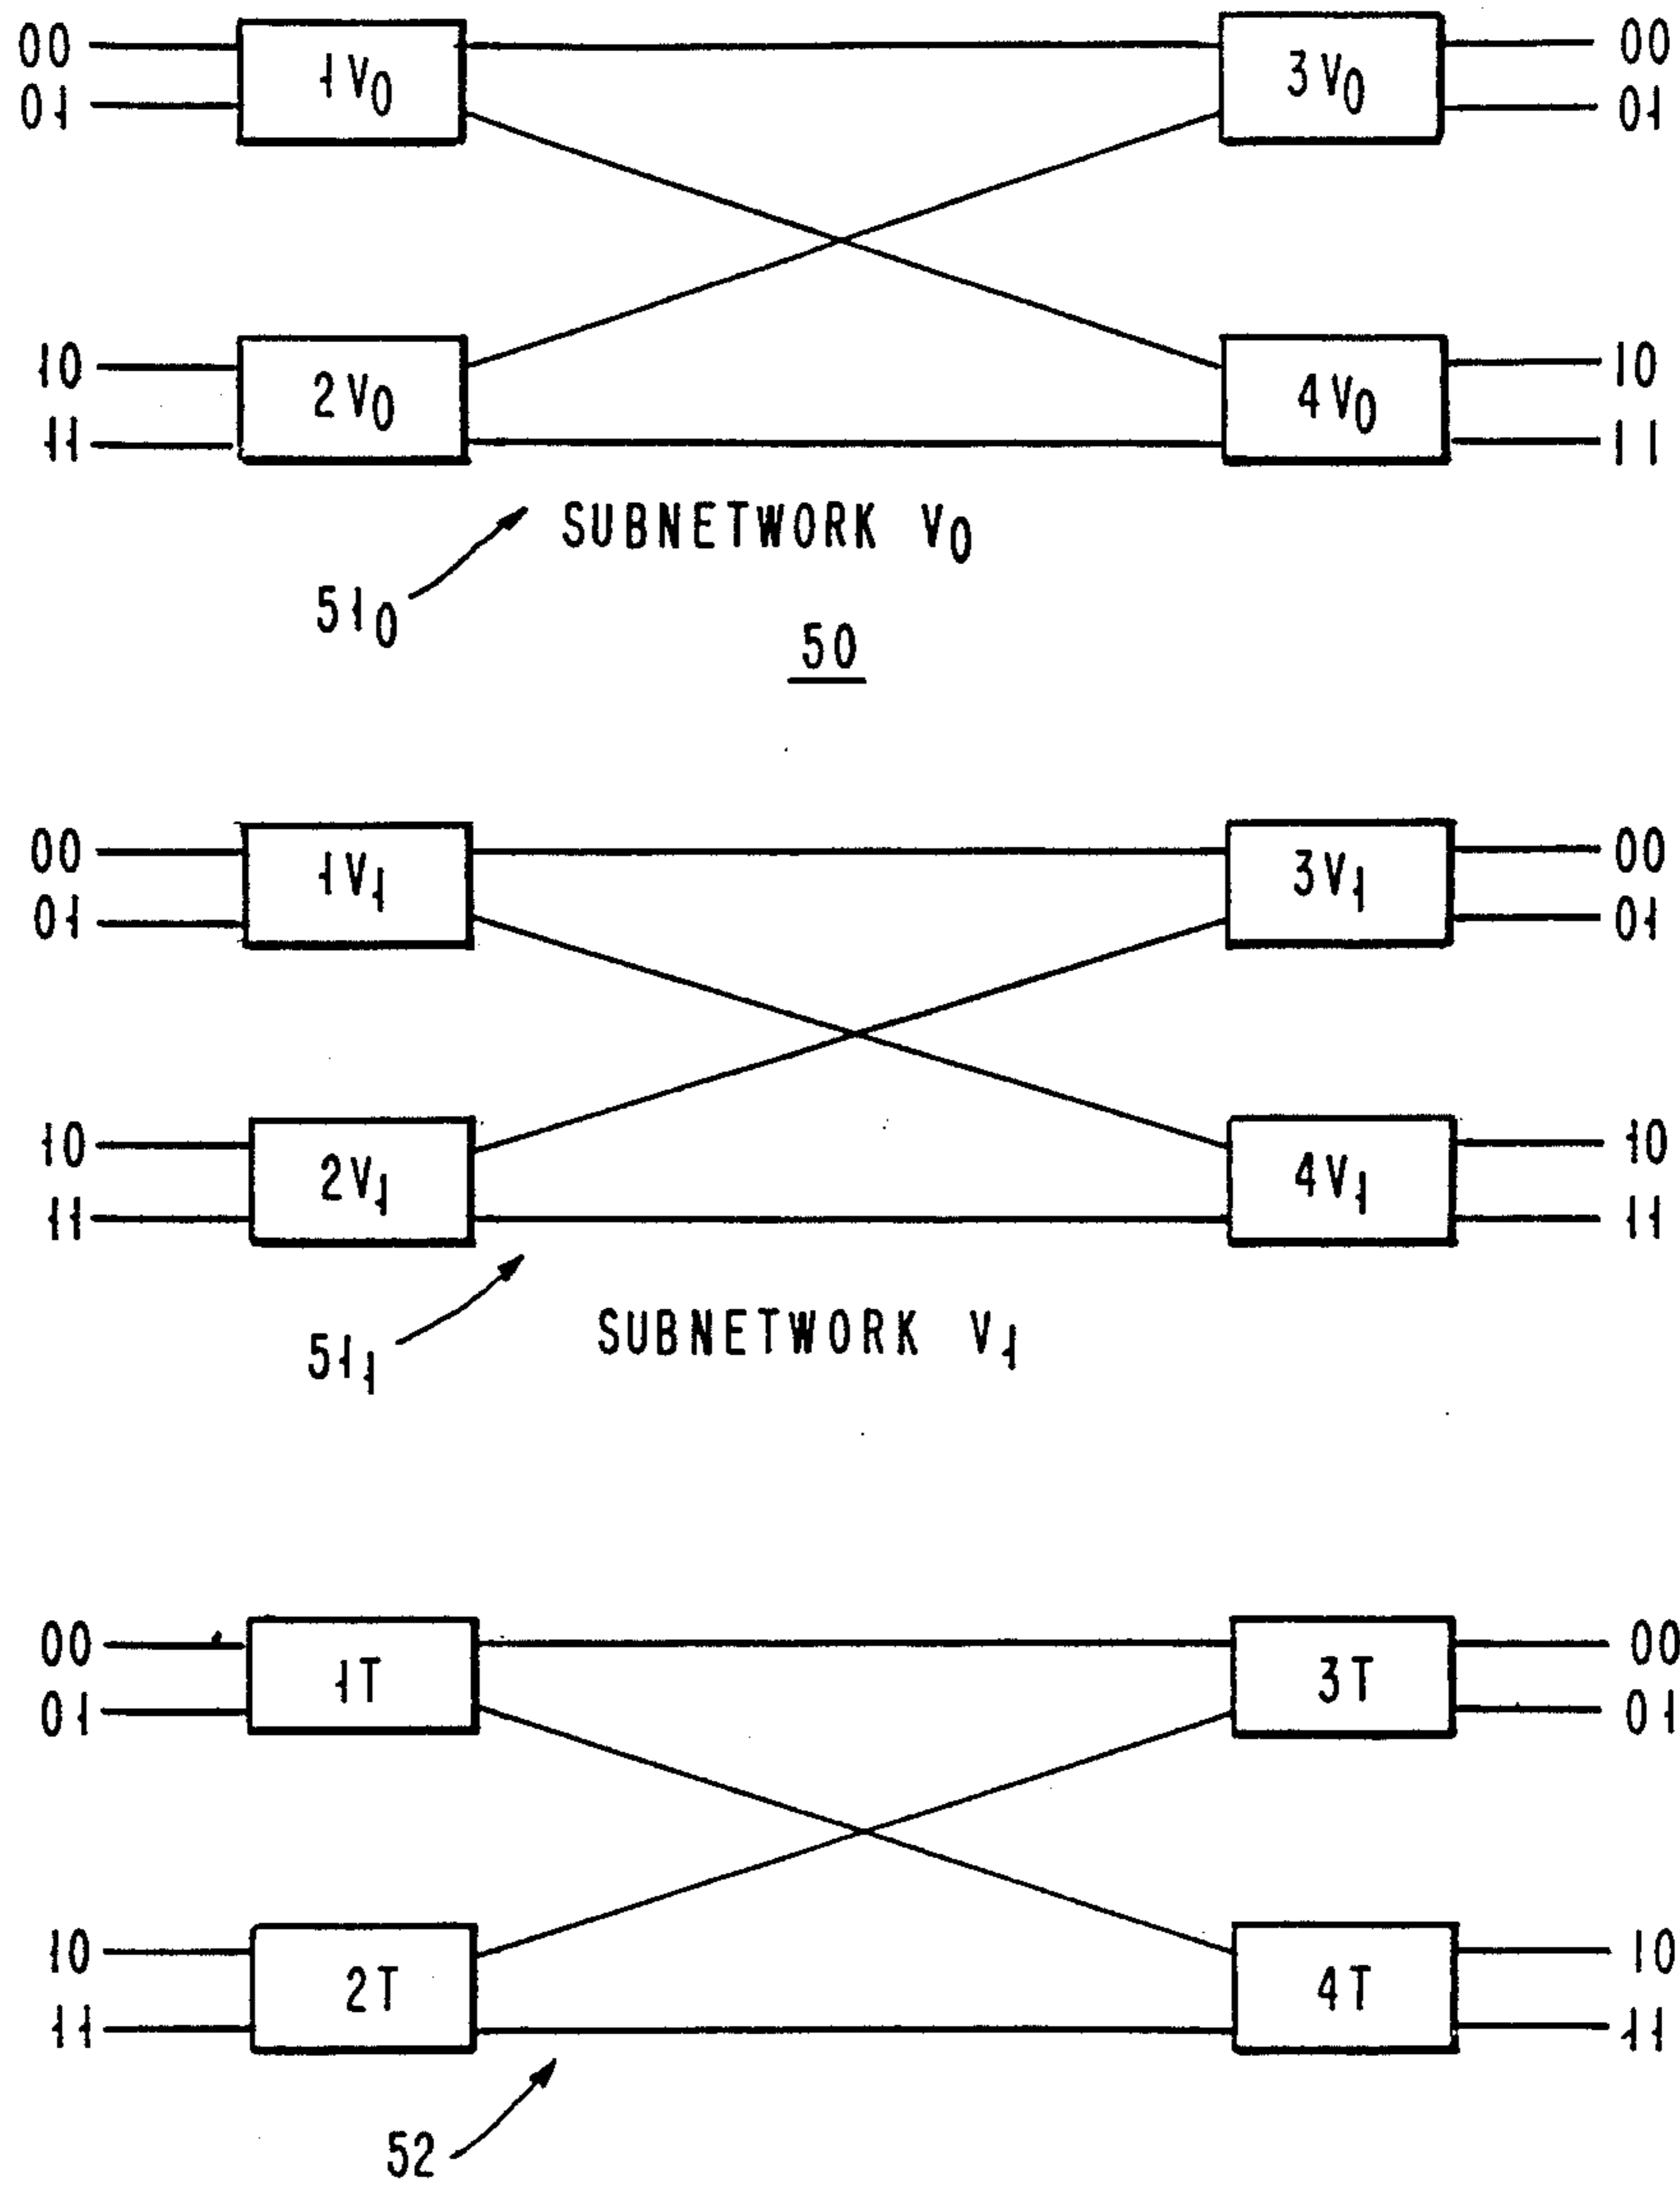 00 1V₀ 3V₀ 00
01 01
10 2V₀ 4V₀ 10
11 11
SUBNETWORK V₀
51₀
50
00 1V₁ 3V₁ 00
01 01
10 2V₁ 4V₁ 10
11 11
51₁ SUBNETWORK V₁
00 1T 3T 00
01 01
10 2T 4T 10
11 11
52